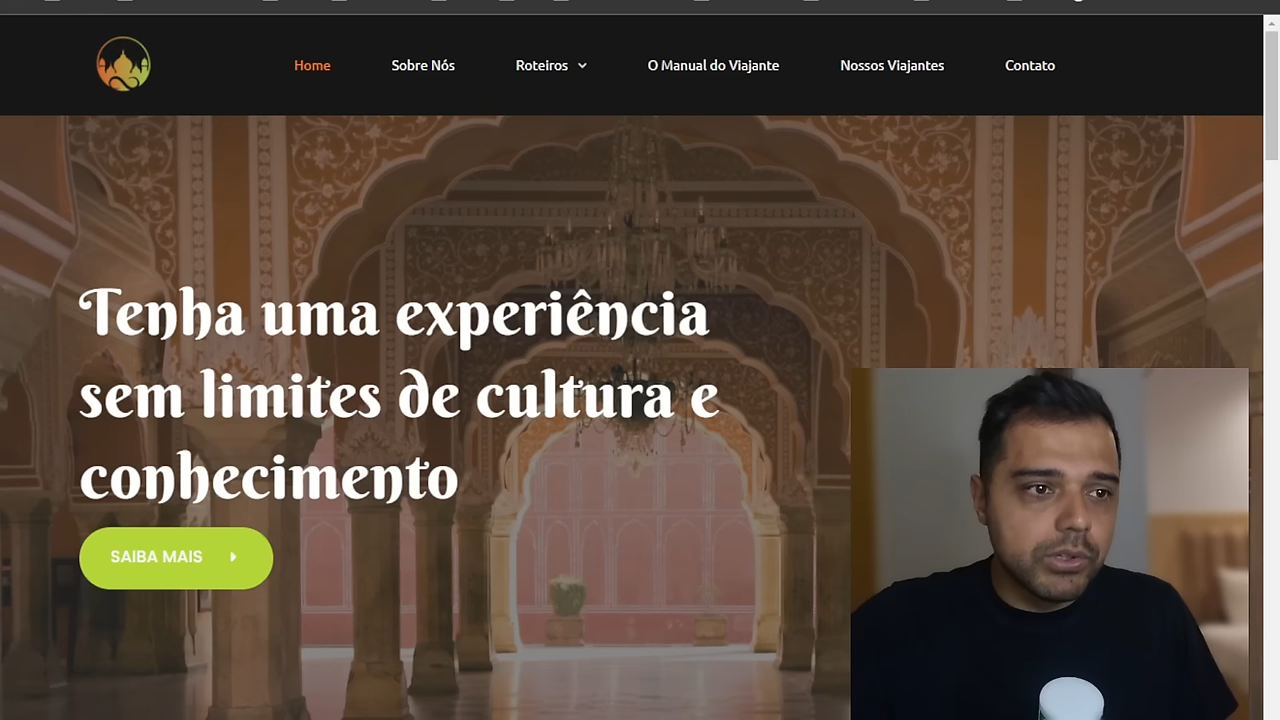 Home Sobre Nós Roteiros O Manual do Viajante Nossos Viajantes Contato
Tenha uma experiência
sem limites de cultura e
conhecimento
SAIBA MAIS